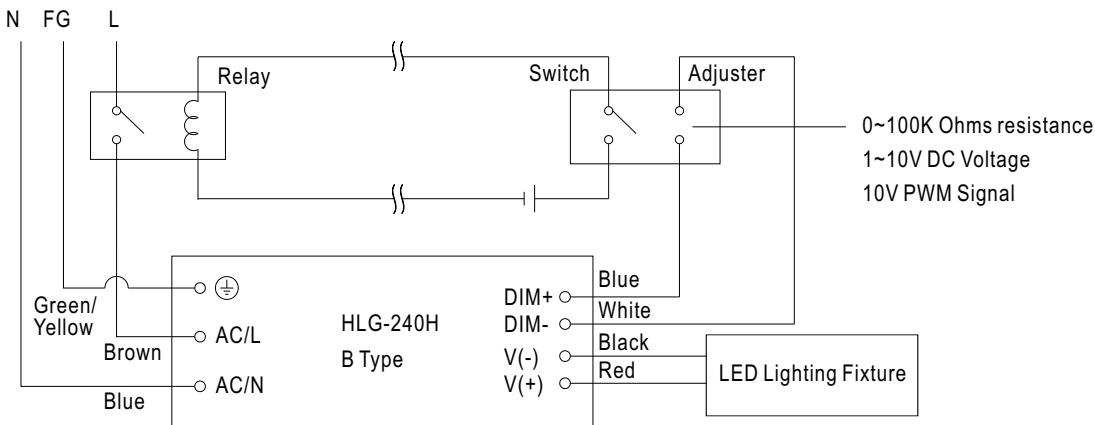 N FG L
Relay
Switch
Adjuster
0~100K Ohms resistance
1~10V DC Voltage
10V PWM Signal
Green/
Yellow
Brown
Blue
AC/L
AC/N
HLG-240H
B Type
DIM+
DIM-
V(-)
V(+)
Blue
White
Black
Red
LED Lighting Fixture